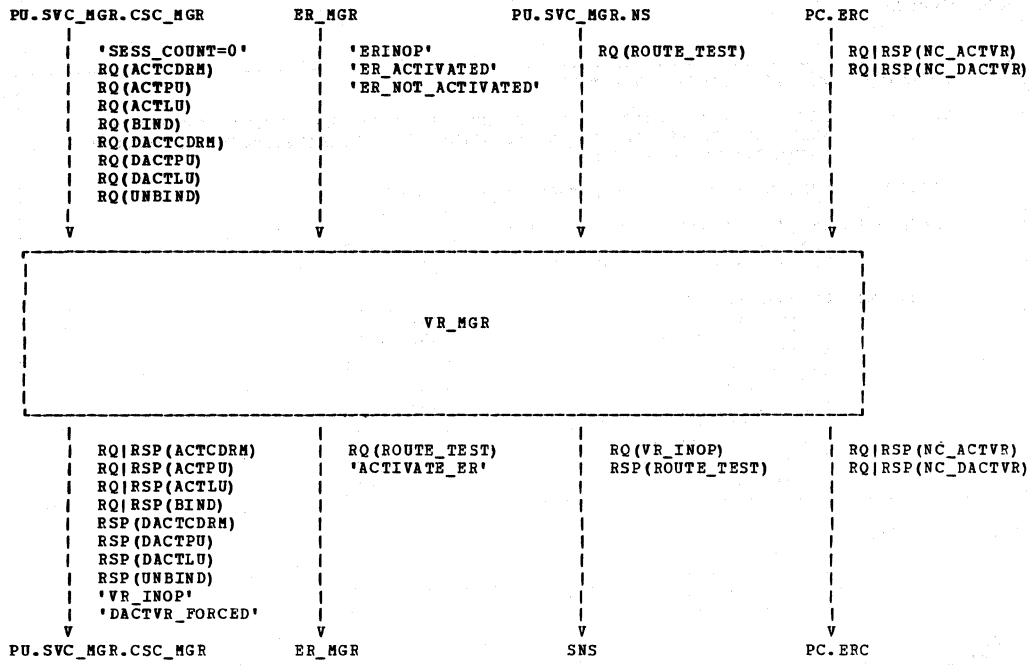 PU.SVC_MGR.CSC_MGR ER_MGR PU.SVC_MGR.NS PC.ERC
'SESS_COUNT=0' 'ERINOP' RQ(ROUTE_TEST) RQ|RSP(NC_ACTVR)
RQ(ACTCDRM) 'ER_ACTIVATED' RQ|RSP(NC_DACTVR)
RQ(ACTPU) 'ER_NOT_ACTIVATED'
RQ(ACTLU)
RQ(BIND)
RQ(DACTCDRM)
RQ(DACTPU)
RQ(DACTLU)
RQ(UNBIND)
VR_MGR
RQ|RSP(ACTCDRM) RQ(ROUTE_TEST) RQ(VR_INOP) RQ|RSP(NC_ACTVR)
RQ|RSP(ACTPU) 'ACTIVATE_ER' RSP(ROUTE_TEST) RQ|RSP(NC_DACTVR)
RQ|RSP(ACTLU)
RQ|RSP(BIND)
RSP(DACTCDRM)
RSP(DACTPU)
RSP(DACTLU)
RSP(UNBIND)
'VR_INOP'
'DACTVR_FORCED'
PU.SVC_MGR.CSC_MGR ER_MGR SNS PC.ERC